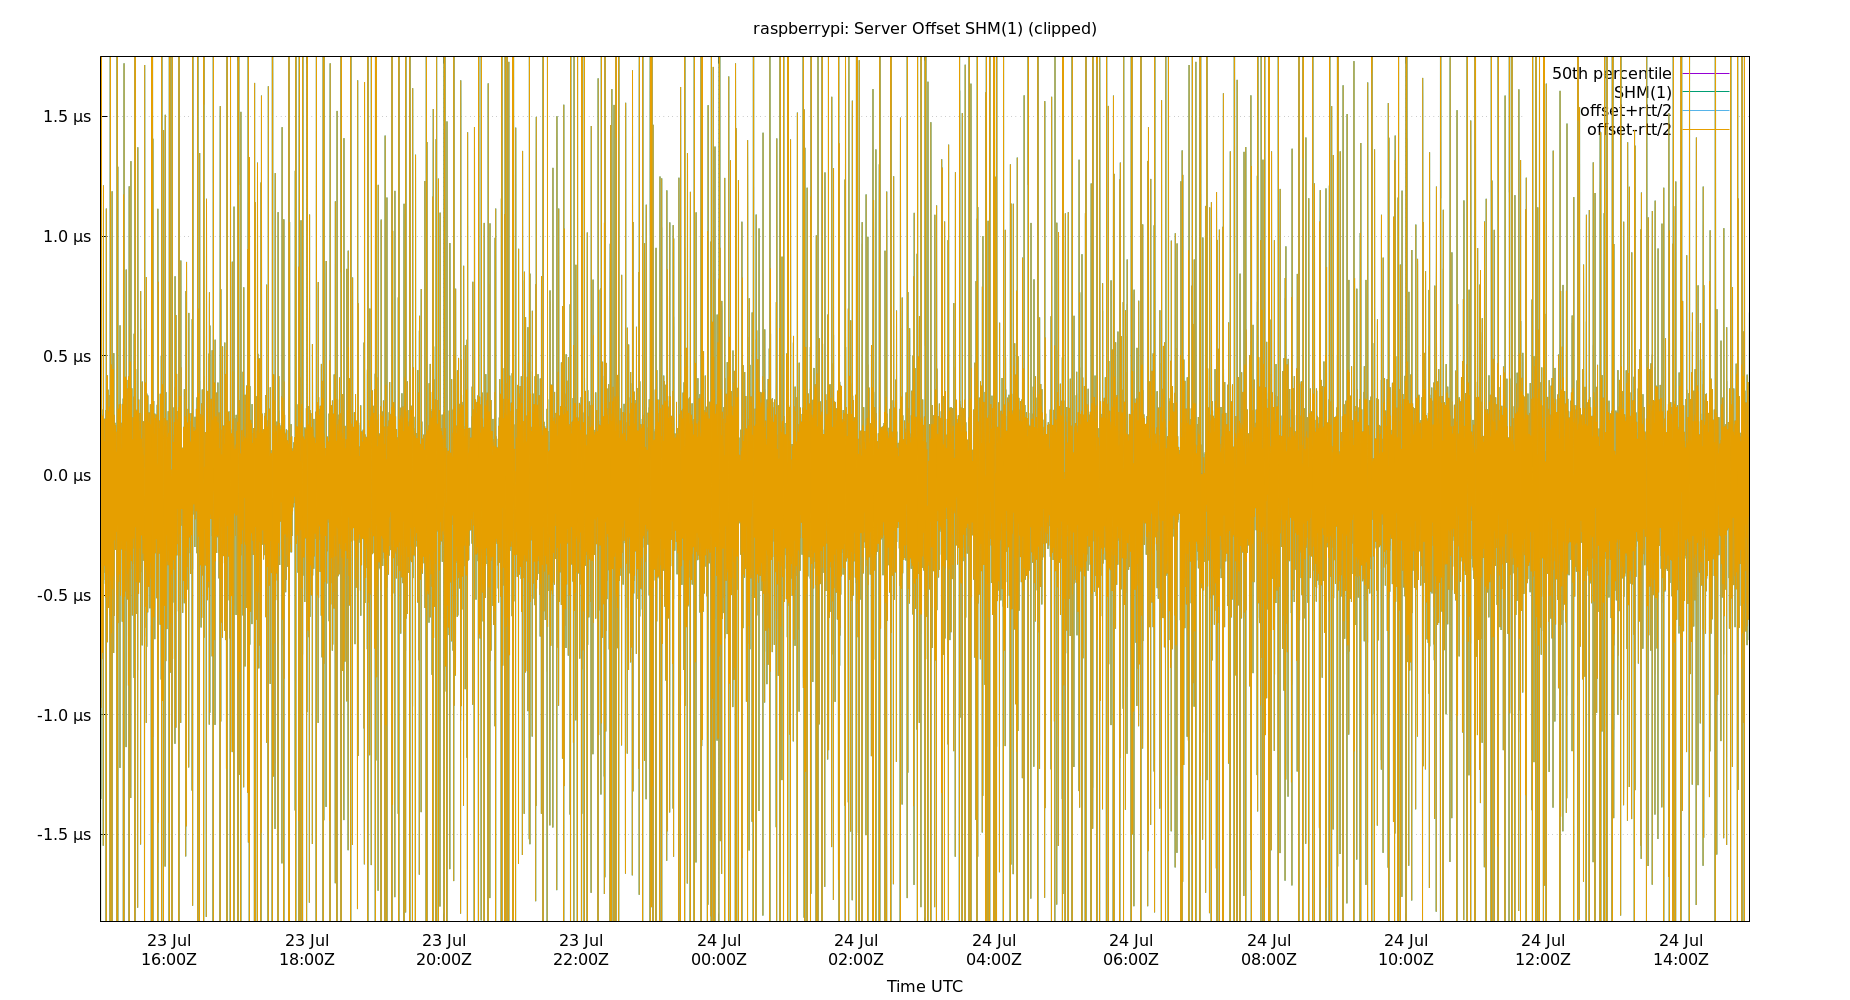 raspberrypi: Server Offset SHM(1) (clipped)
50th percentile
SHM(1)
offset+rtt/2
offset-rtt/2
1.5 µs
1.0 µs
0.5 µs
0.0 µs
-0.5 µs
-1.0 µs
-1.5 µs
23 Jul 23 Jul 23 Jul 23 Jul 24 Jul 24 Jul 24 Jul 24 Jul 24 Jul 24 Jul 24 Jul 24 Jul
16:00Z 18:00Z 20:00Z 22:00Z 00:00Z 02:00Z 04:00Z 06:00Z 08:00Z 10:00Z 12:00Z 14:00Z
Time UTC